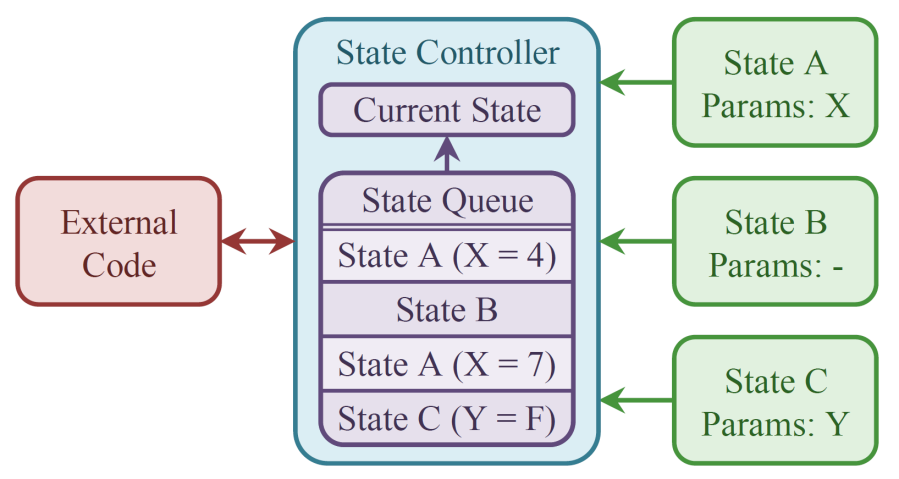 External
Code
State Controller
Current State
State Queue
State A (X = 4)
State B
State A (X = 7)
State C (Y = F)
State A
Params: X
State B
Params: -
State C
Params: Y